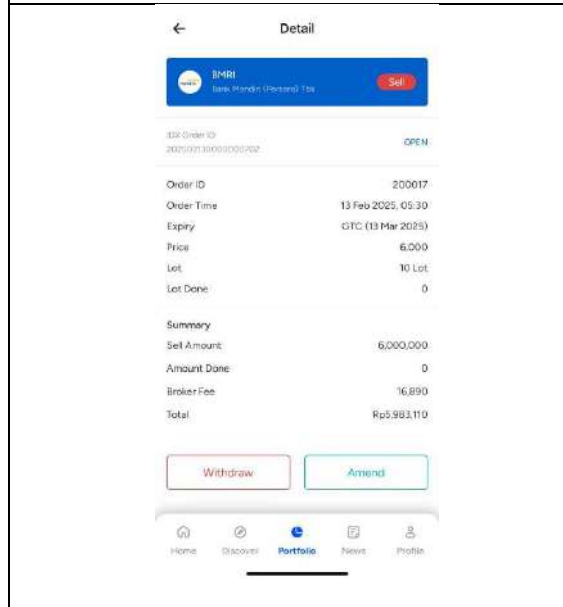 Detail
BMRI
Bank Mandiri (Persero) Tbk
Sell
IDX Order ID
OPEN
Order ID 200017
Order Time 13 Feb 2025, 05:30
Expiry GTC (13 Mar 2025)
Price 6,000
Lot 10 Lot
Lot Done 0
Summary
Sell Amount 6,000,000
Amount Done 0
Broker Fee 16,890
Total Rp5,983,110
Withdraw Amend
Home Discover Portfolio News Profile